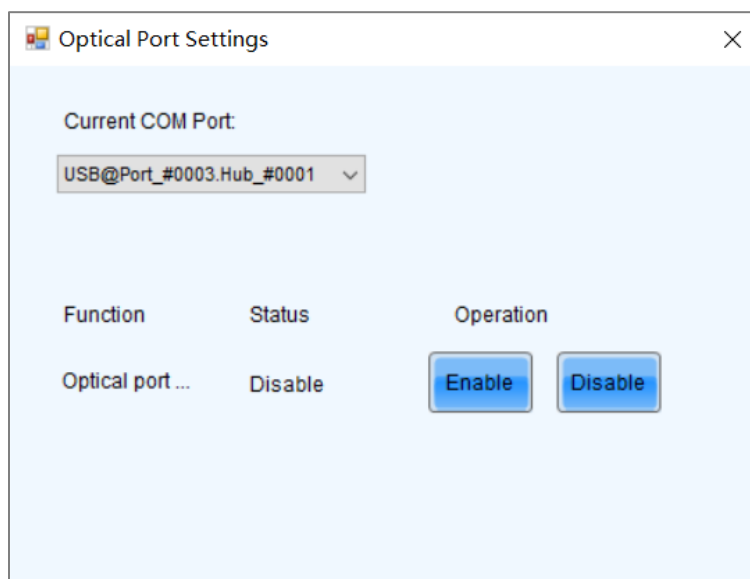 Optical Port Settings
Current COM Port:
USB@Port_#0003.Hub_#0001
Function Status Operation
Optical port ... Disable Enable Disable